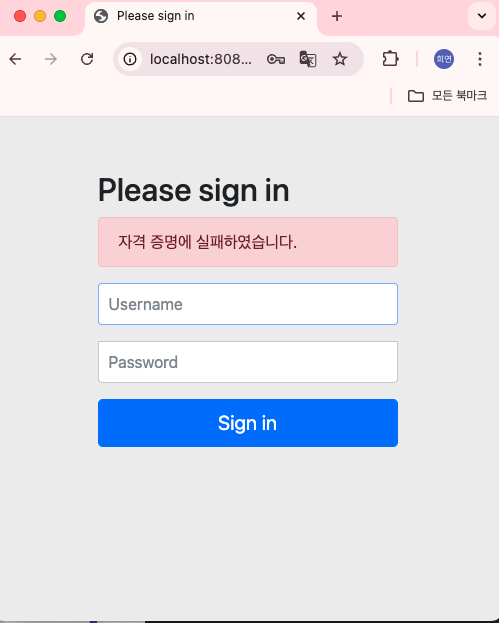 Please sign in
localhost:808...
희연
모든 북마크
Please sign in
자격 증명에 실패하였습니다.
Username
Password
Sign in